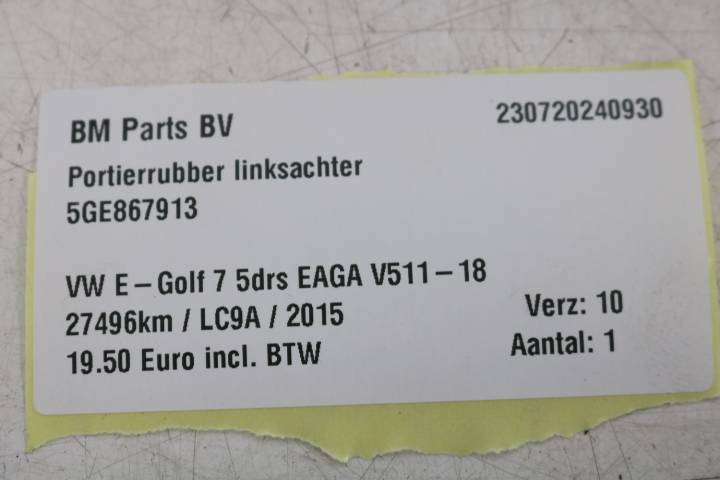 BM Parts BV 230720240930
Portierrubber linksachter
5GE867913
VW E-Golf 7 5drs EAGA V511-18
27496km / LC9A / 2015 Verz: 10
19.50 Euro incl. BTW Aantal: 1